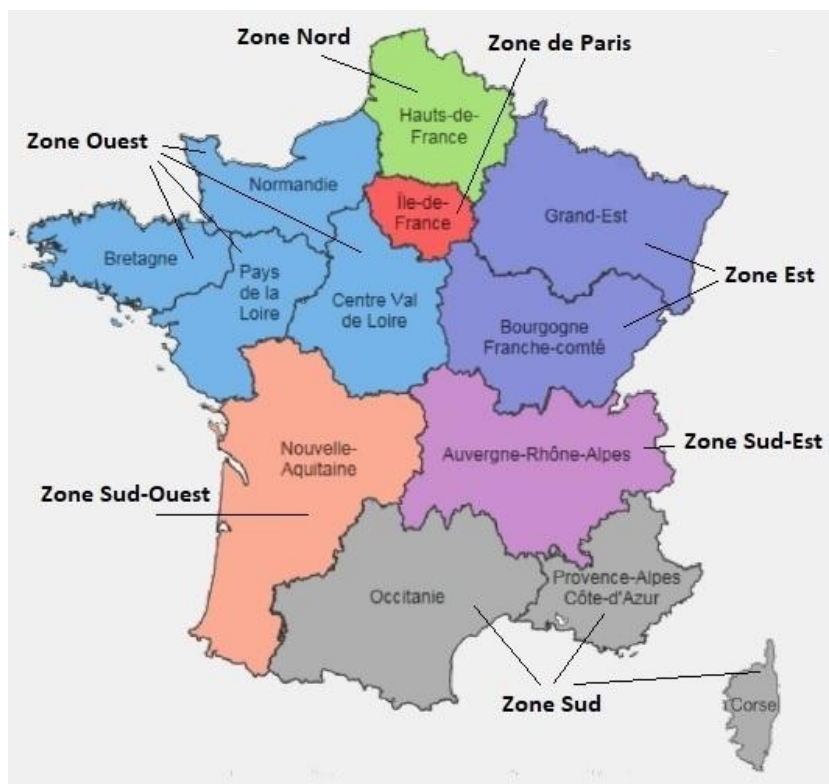 Zone Nord
Zone de Paris
Hauts-de-
France
Zone Ouest
Normandie
Île-de-
France
Grand-Est
Bretagne
Pays
de la
Loire
Centre Val
de Loire
Zone Est
Bourgogne
Franche-comté
Nouvelle-
Aquitaine
Auvergne-Rhône-Alpes
Zone Sud-Est
Zone Sud-Ouest
Occitanie
Provence-Alpes
Côte-d'Azur
Zone Sud
Corse